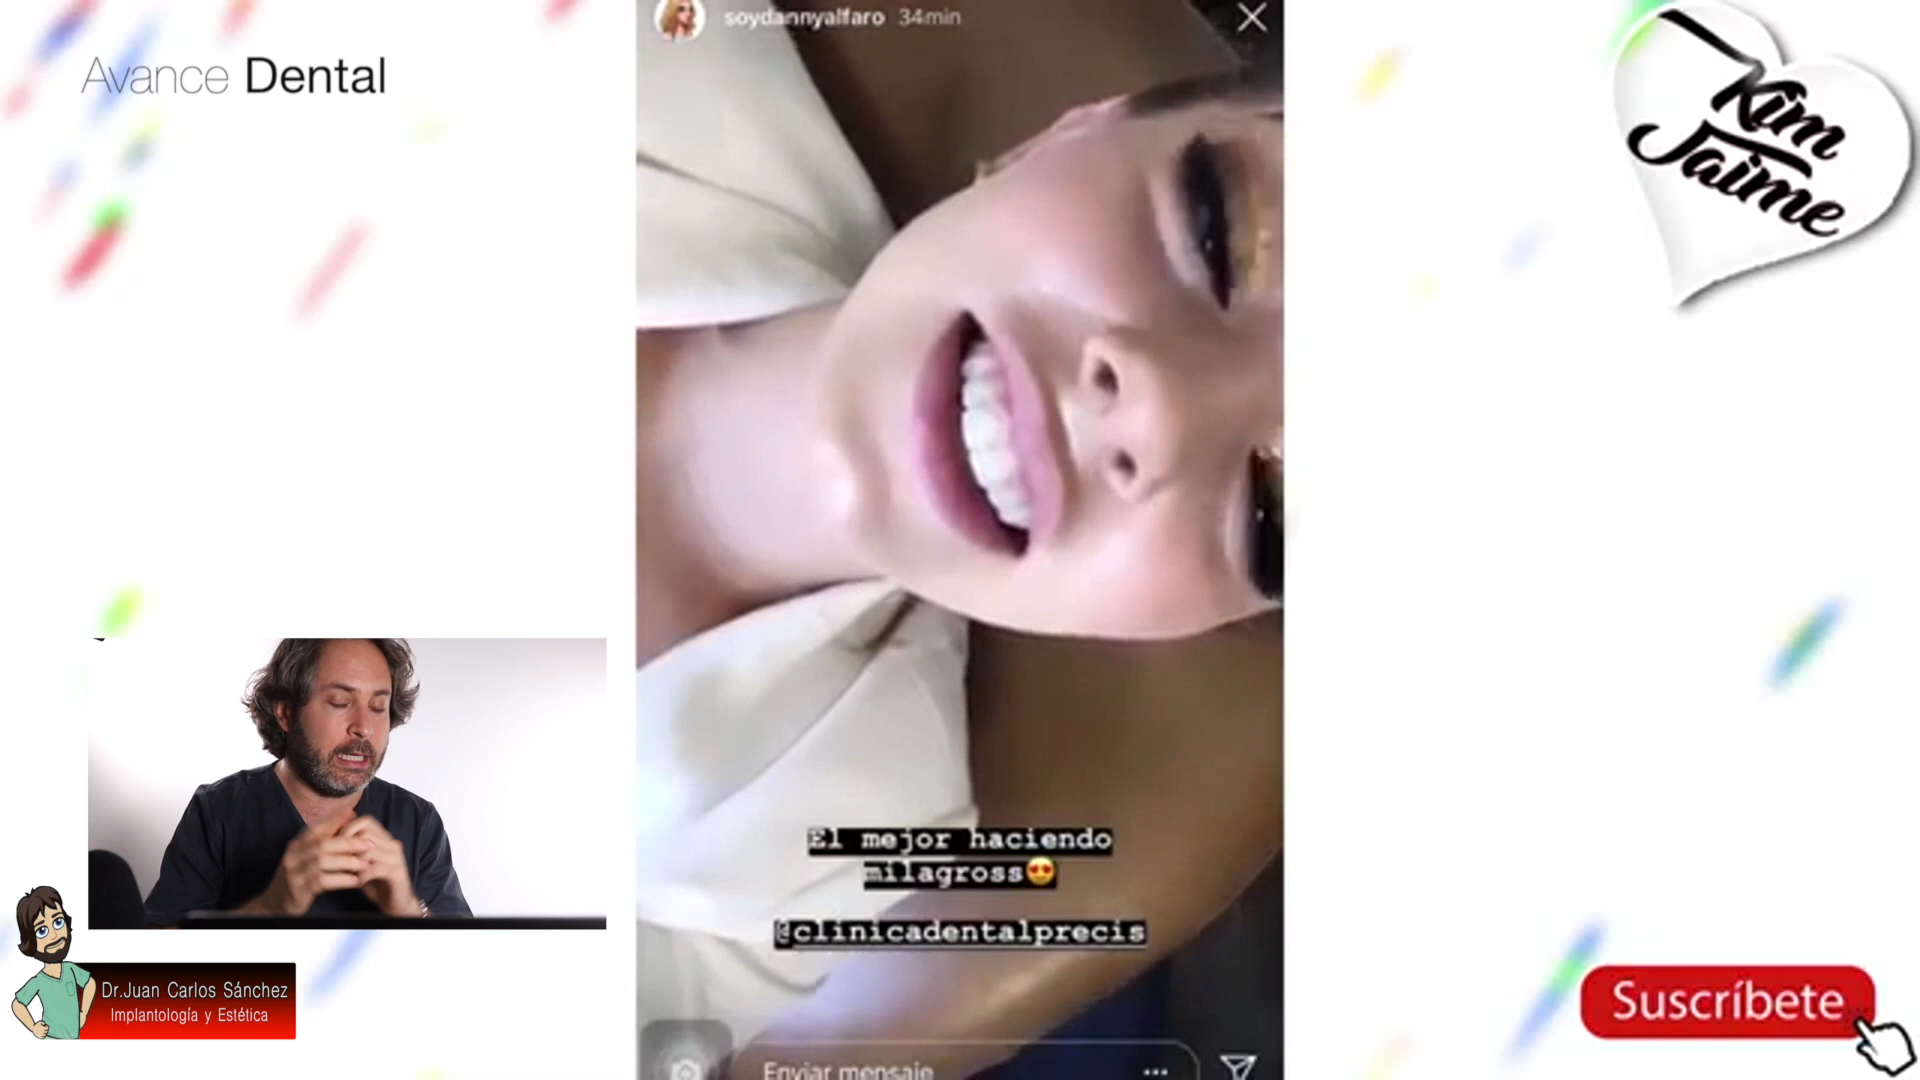 Avance Dental
soydannyalfaro 34min
Kim
Jaime
El mejor haciendo
milagross😍
@clinicadentalprecis
Dr.Juan Carlos Sánchez
Implantología y Estética
Suscríbete
Enviar mensaje